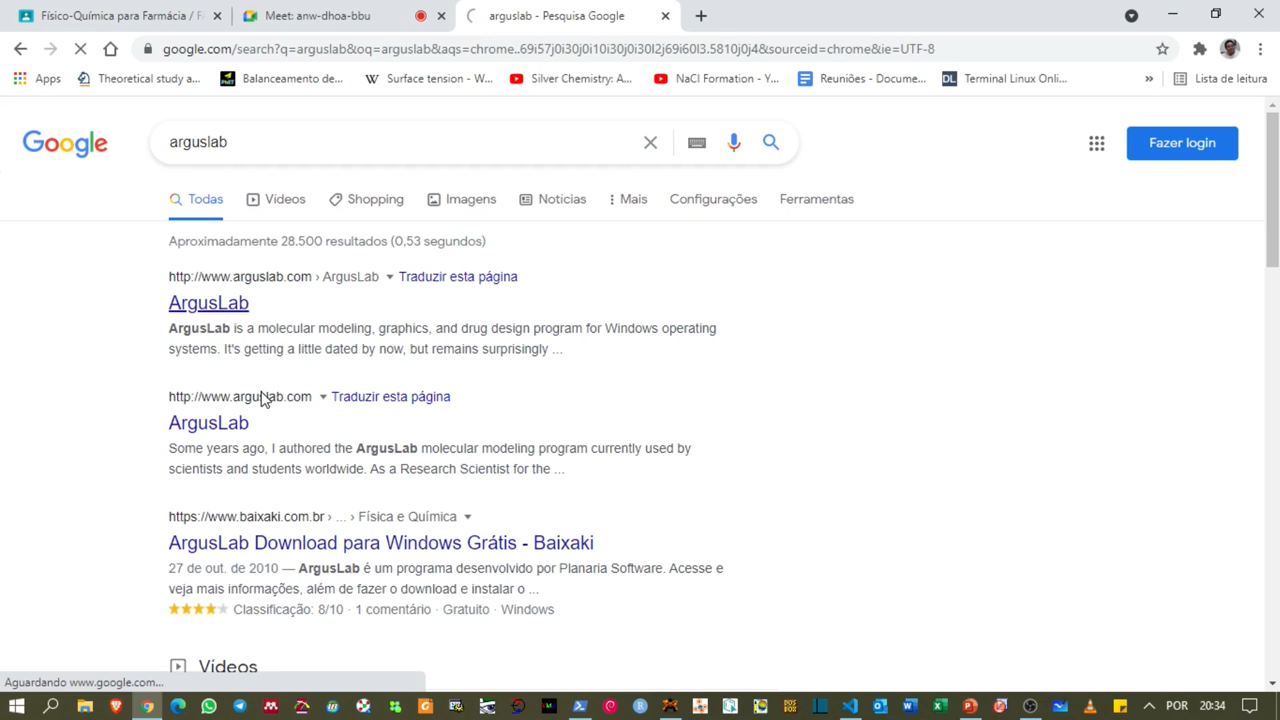 Físico-Química para Farmácia / F
Meet: anw-dhoa-bbu
arguslab - Pesquisa Google
google.com/search?q=arguslab&oq=arguslab&aqs=chrome..69i57j0i30j0i10i30j0i30l2j69i60l3.5810j0j4&sourceid=chrome&ie=UTF-8
Apps
Theoretical study a...
Balanceamento de...
Surface tension - W...
Silver Chemistry: A...
NaCl Formation - Y...
Reuniões - Docume...
Terminal Linux Onli...
»
Lista de leitura
Google
arguslab
Fazer login
Todas
Vídeos
Shopping
Imagens
Notícias
Mais
Configurações
Ferramentas
Aproximadamente 28.500 resultados (0,53 segundos)
http://www.arguslab.com › ArgusLab Traduzir esta página
ArgusLab
ArgusLab is a molecular modeling, graphics, and drug design program for Windows operating
systems. It's getting a little dated by now, but remains surprisingly ...
http://www.arguslab.com Traduzir esta página
ArgusLab
Some years ago, I authored the ArgusLab molecular modeling program currently used by
scientists and students worldwide. As a Research Scientist for the ...
https://www.baixaki.com.br › ... › Física e Química
ArgusLab Download para Windows Grátis - Baixaki
27 de out. de 2010 — ArgusLab é um programa desenvolvido por Planaria Software. Acesse e
veja mais informações, além de fazer o download e instalar o ...
Classificação: 8/10 · 1 comentário · Gratuito · Windows
Vídeos
Aguardando www.google.com...
POR
20:34